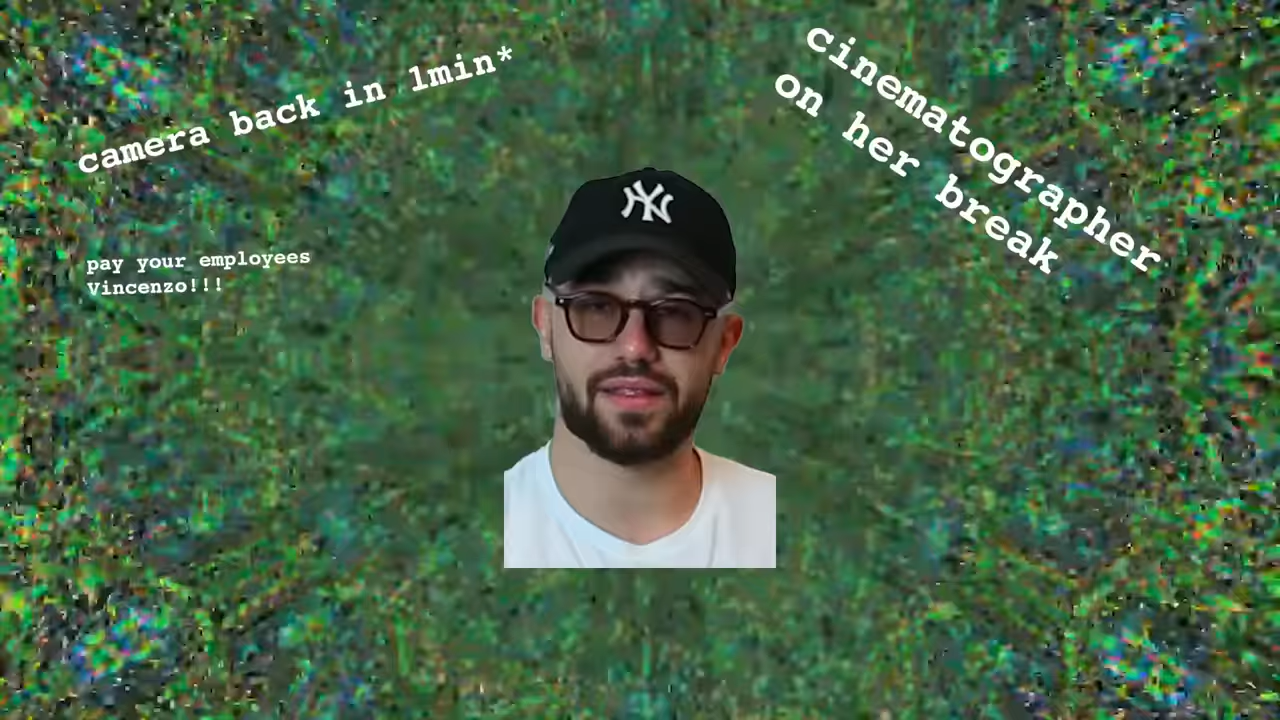 camera back in 1min*
cinematographer
on her break
pay your employees
Vincenzo!!!
NY